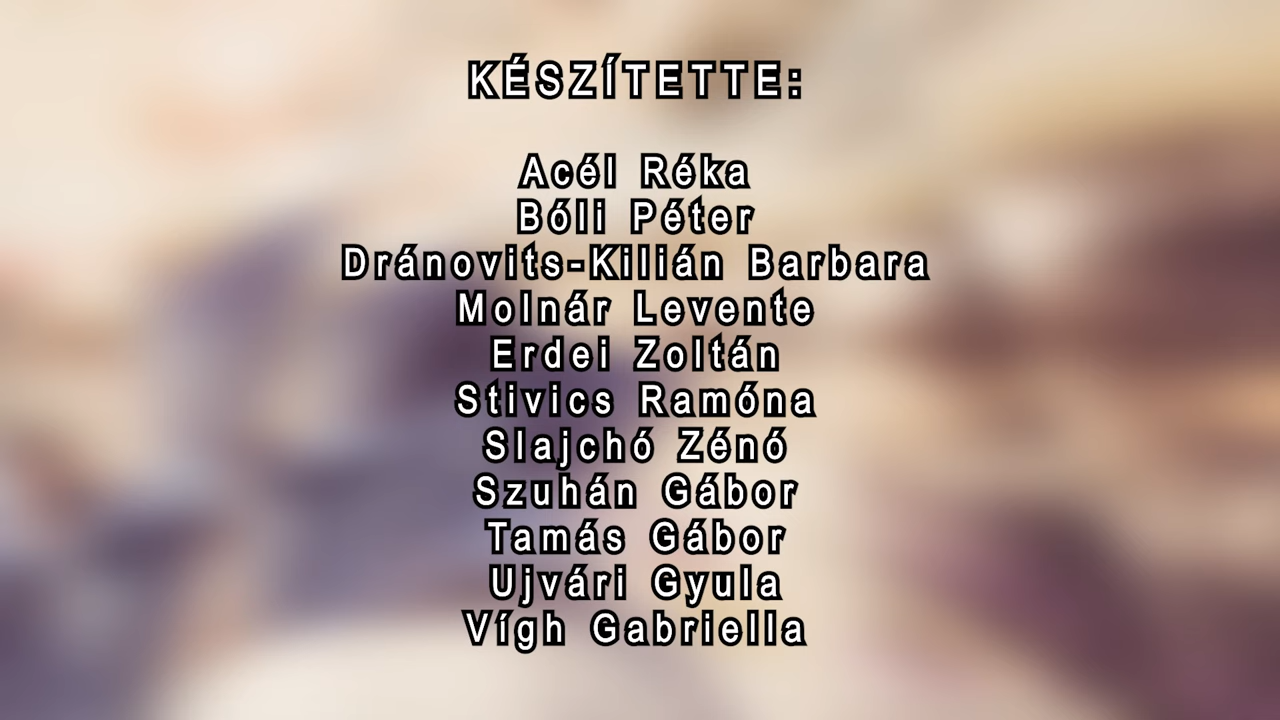 KÉSZÍTETTE:
Acél Réka
Bóli Péter
Dránovits-Kilián Barbara
Molnár Levente
Erdei Zoltán
Stivics Ramóna
Slajchó Zénó
Szuhán Gábor
Tamás Gábor
Ujvári Gyula
Vígh Gabriella